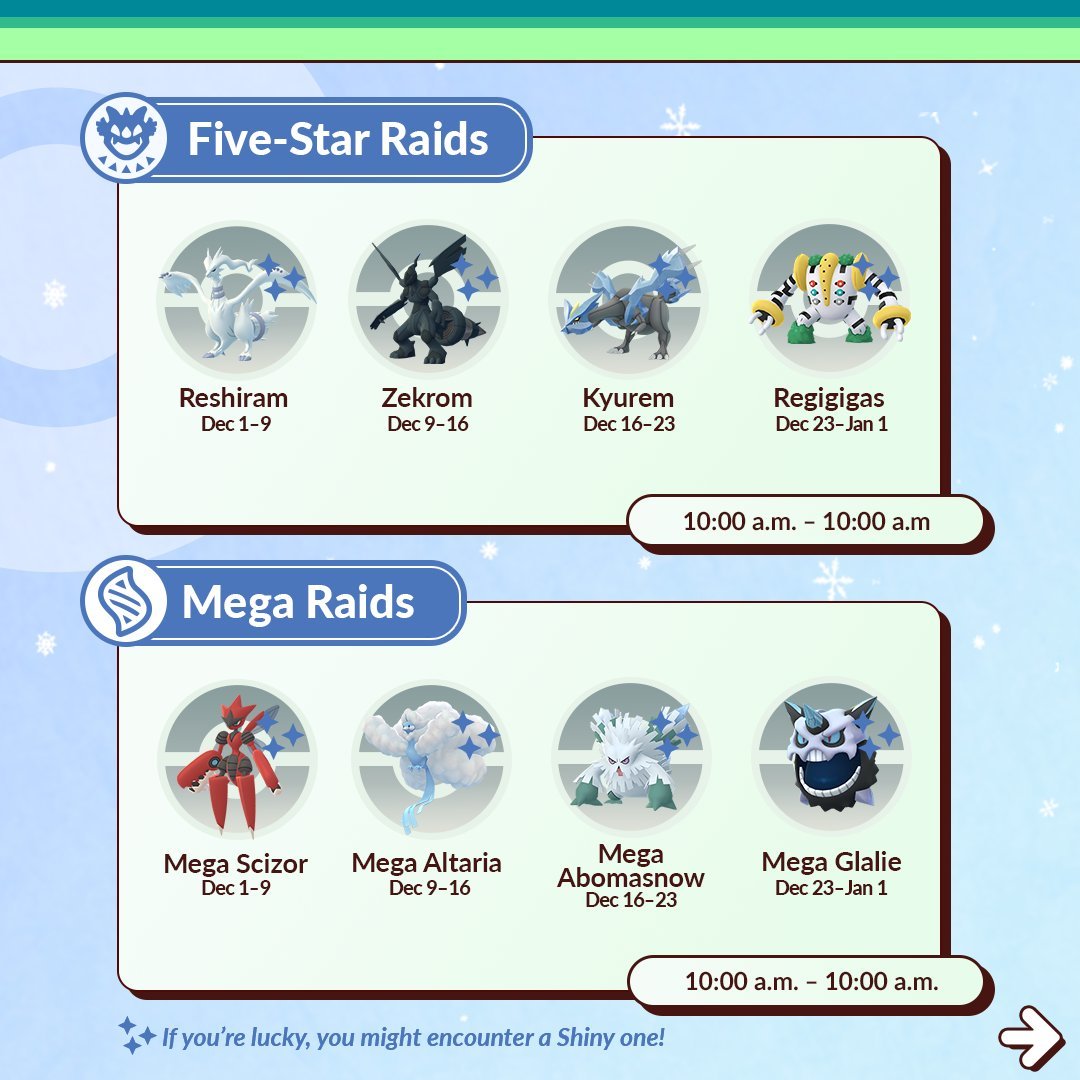 Five-Star Raids
Reshiram
Dec 1–9
Zekrom
Dec 9–16
Kyurem
Dec 16–23
Regigigas
Dec 23–Jan 1
10:00 a.m. – 10:00 a.m
Mega Raids
Mega Scizor
Dec 1–9
Mega Altaria
Dec 9–16
Mega
Abomasnow
Dec 16–23
Mega Glalie
Dec 23–Jan 1
10:00 a.m. – 10:00 a.m.
If you’re lucky, you might encounter a Shiny one!